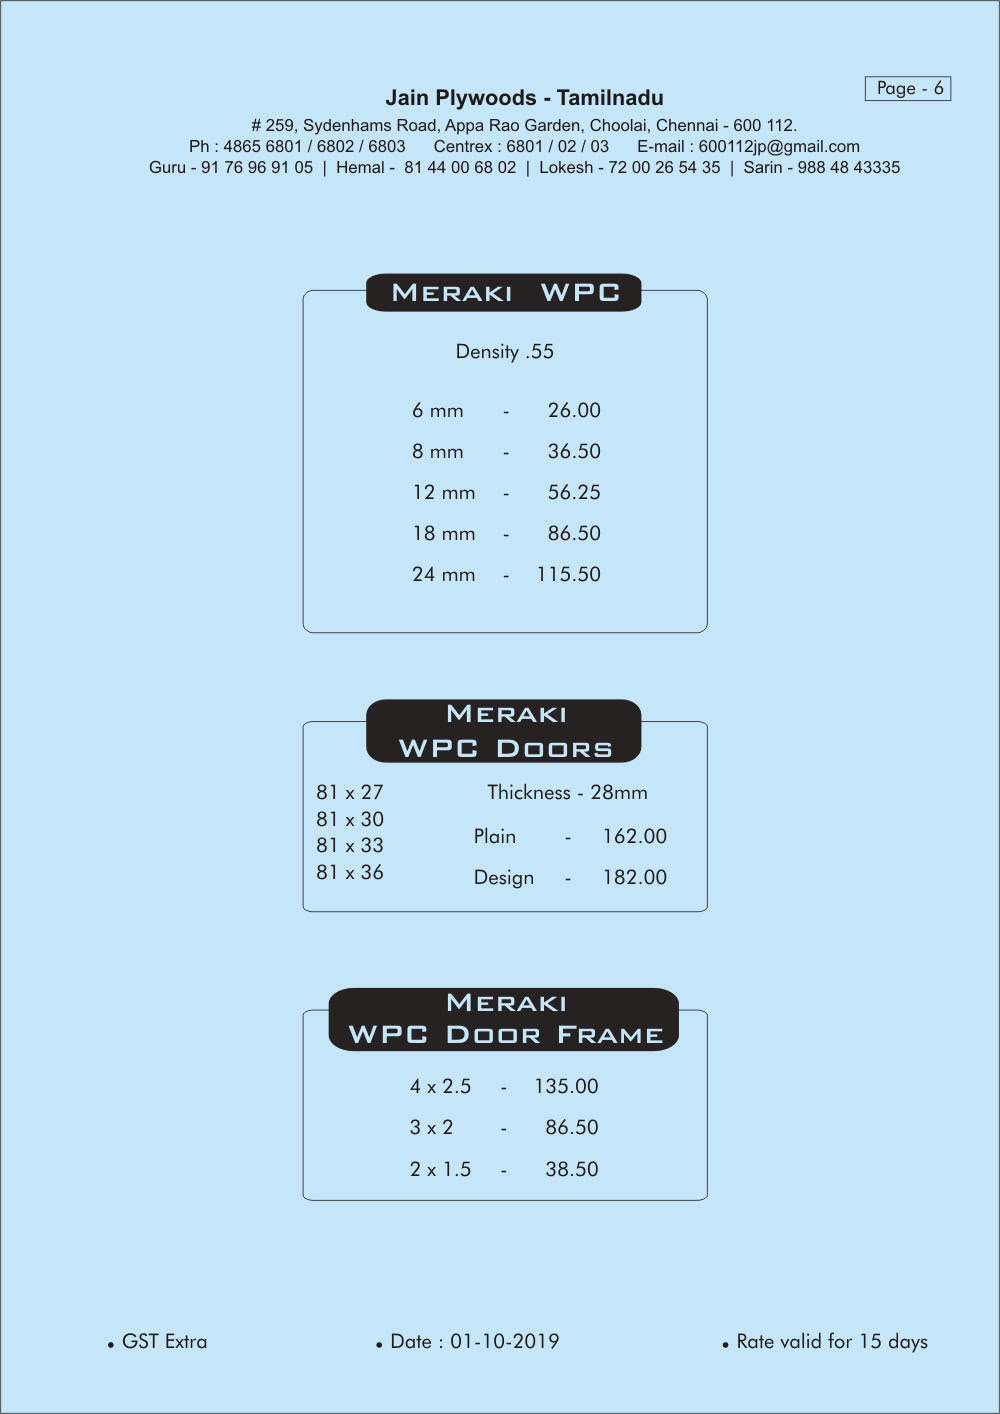 Page - 6
Jain Plywoods - Tamilnadu
# 259, Sydenhams Road, Appa Rao Garden, Choolai, Chennai - 600 112.
Ph : 4865 6801 / 6802 / 6803 Centrex : 6801 / 02 / 03 E-mail : 600112jp@gmail.com
Guru - 91 76 96 91 05 | Hemal - 81 44 00 68 02 | Lokesh - 72 00 26 54 35 | Sarin - 988 48 43335
MERAKI WPC
Density .55
6 mm - 26.00
8 mm - 36.50
12 mm - 56.25
18 mm - 86.50
24 mm - 115.50
MERAKI
WPC DOORS
81 x 27
81 x 30
81 x 33
81 x 36
Thickness - 28mm
Plain - 162.00
Design - 182.00
MERAKI
WPC DOOR FRAME
4 x 2.5 - 135.00
3 x 2 - 86.50
2 x 1.5 - 38.50
• GST Extra • Date : 01-10-2019 • Rate valid for 15 days